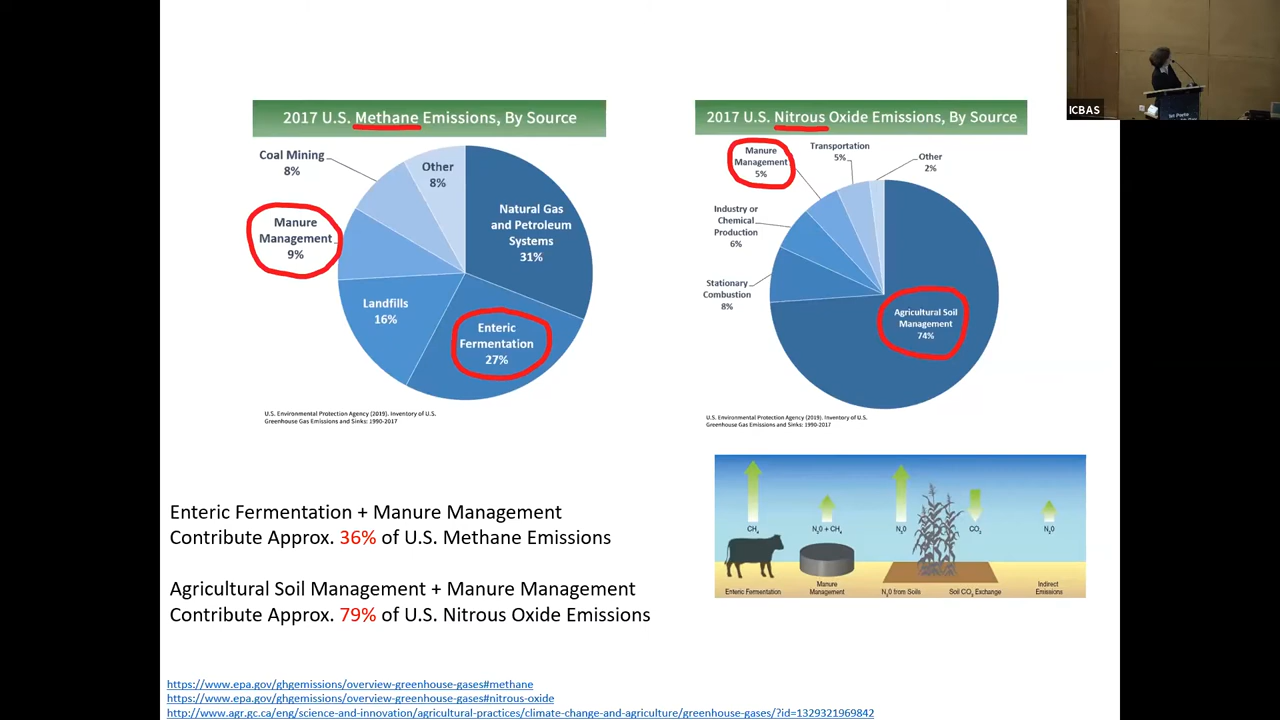 ICBAS
1st Porto
2017 U.S. Methane Emissions, By Source
Coal Mining
8%
Other
8%
Manure
Management
9%
Natural Gas
and Petroleum
Systems
31%
Landfills
16%
Enteric
Fermentation
27%
U.S. Environmental Protection Agency (2019). Inventory of U.S.
Greenhouse Gas Emissions and Sinks: 1990-2017
2017 U.S. Nitrous Oxide Emissions, By Source
Manure
Management
5%
Transportation
5%
Other
2%
Industry or
Chemical
Production
6%
Stationary
Combustion
8%
Agricultural Soil
Management
74%
U.S. Environmental Protection Agency (2019). Inventory of U.S.
Greenhouse Gas Emissions and Sinks: 1990-2017
CH₄
N₂O + CH₄
N₂O
CO₂
N₂O
Enteric Fermentation
Manure
Management
N₂O from Soils
Soil CO₂ Exchange
Indirect
Emissions
Enteric Fermentation + Manure Management
Contribute Approx. 36% of U.S. Methane Emissions
Agricultural Soil Management + Manure Management
Contribute Approx. 79% of U.S. Nitrous Oxide Emissions
https://www.epa.gov/ghgemissions/overview-greenhouse-gases#methane
https://www.epa.gov/ghgemissions/overview-greenhouse-gases#nitrous-oxide
http://www.agr.gc.ca/eng/science-and-innovation/agricultural-practices/climate-change-and-agriculture/greenhouse-gases/?id=1329321969842